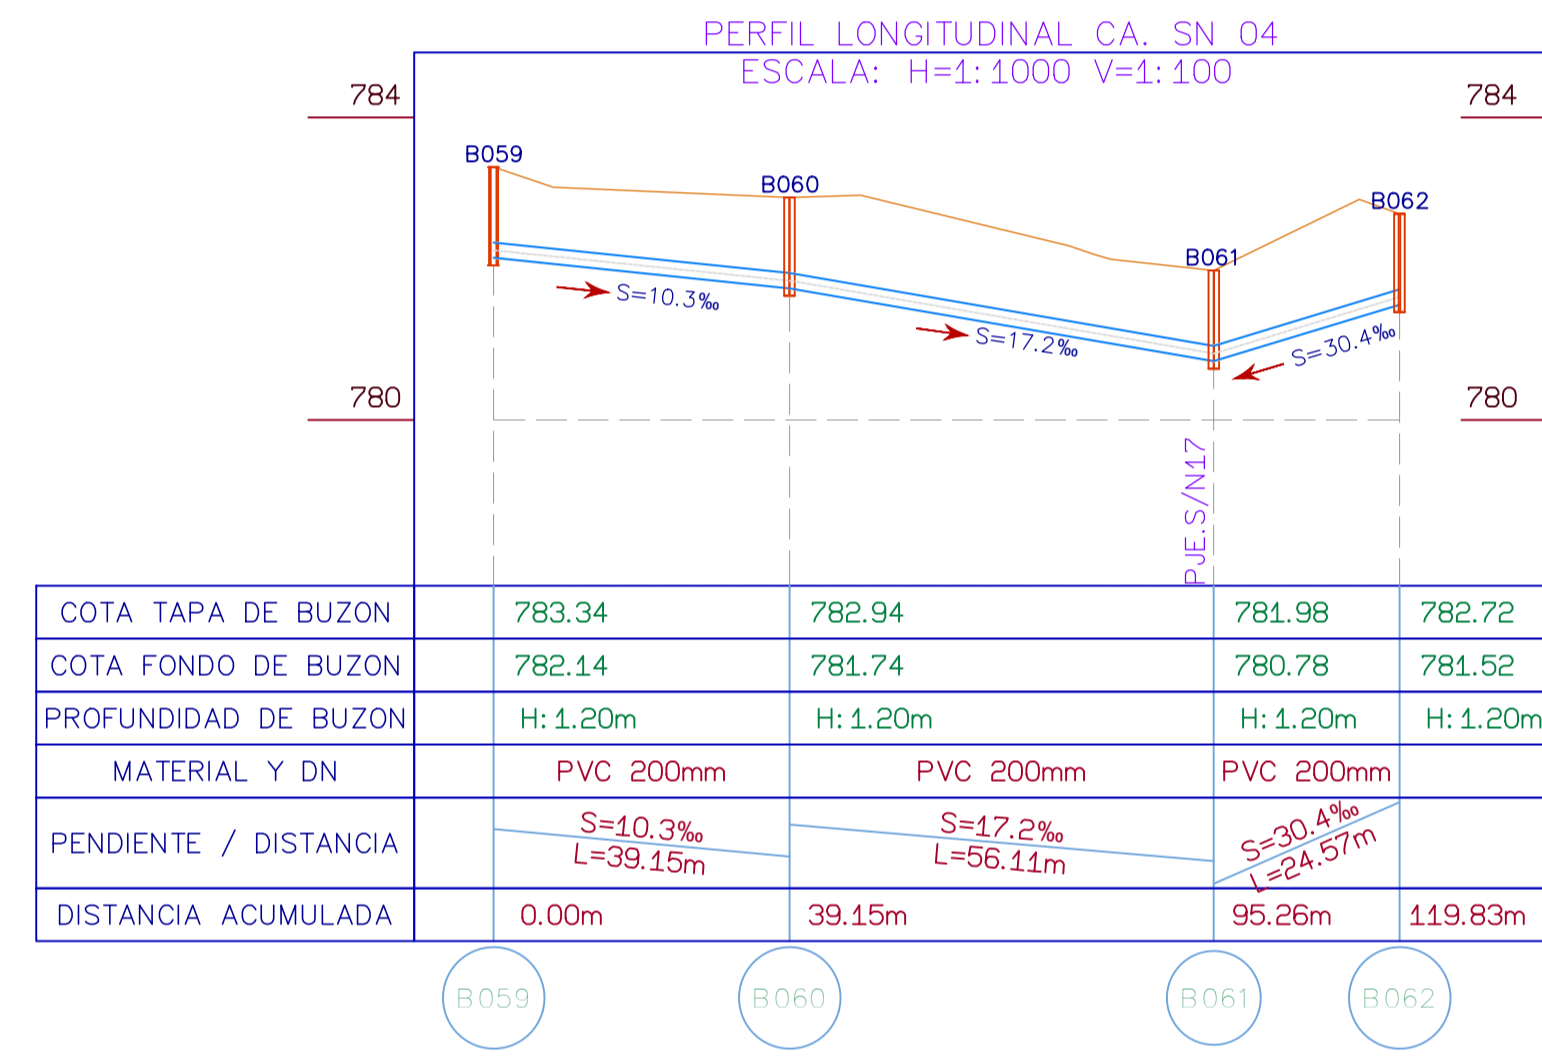 PERFIL LONGITUDINAL CA. SN 04
ESCALA: H=1:1000 V=1:100
784
784
B059
B060
B062
B061
S=10.3‰
S=17.2‰
S=30.4‰
780
780
PJE.S/N17
COTA TAPA DE BUZON 783.34 782.94 781.98 782.72
COTA FONDO DE BUZON 782.14 781.74 780.78 781.52
PROFUNDIDAD DE BUZON H:1.20m H:1.20m H:1.20m H:1.20m
MATERIAL Y DN PVC 200mm PVC 200mm PVC 200mm
PENDIENTE / DISTANCIA
S=10.3‰ S=17.2‰ S=30.4‰
L=39.15m L=56.11m L=24.57m
DISTANCIA ACUMULADA 0.00m 39.15m 95.26m 119.83m
B059 B060 B061 B062